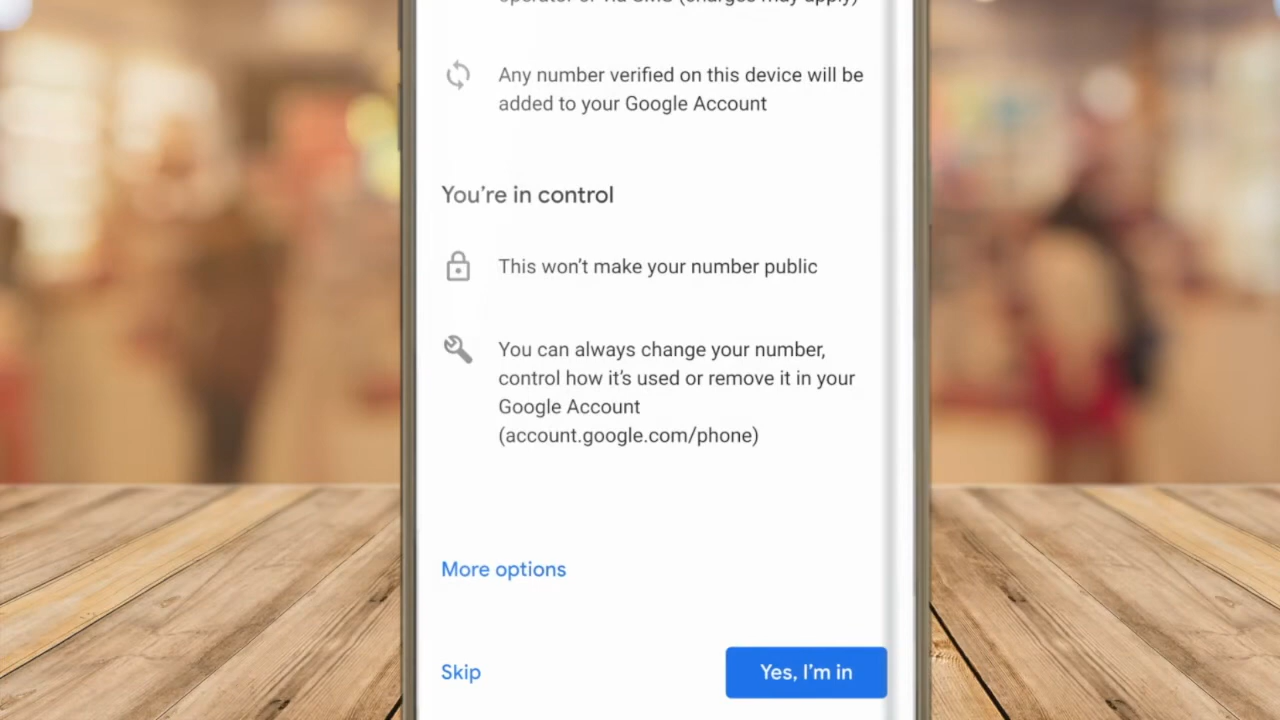 operator or via SMS (charges may apply)
Any number verified on this device will be
added to your Google Account
You're in control
This won't make your number public
You can always change your number,
control how it's used or remove it in your
Google Account
(account.google.com/phone)
More options
Skip
Yes, I'm in